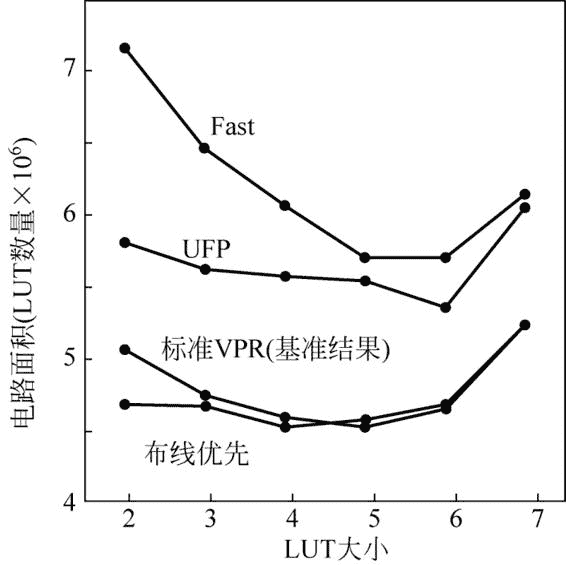 电路面积(LUT数量×10⁶)
7
6
5
4
Fast
UFP
标准VPR(基准结果)
布线优先
2 3 4 5 6 7
LUT大小